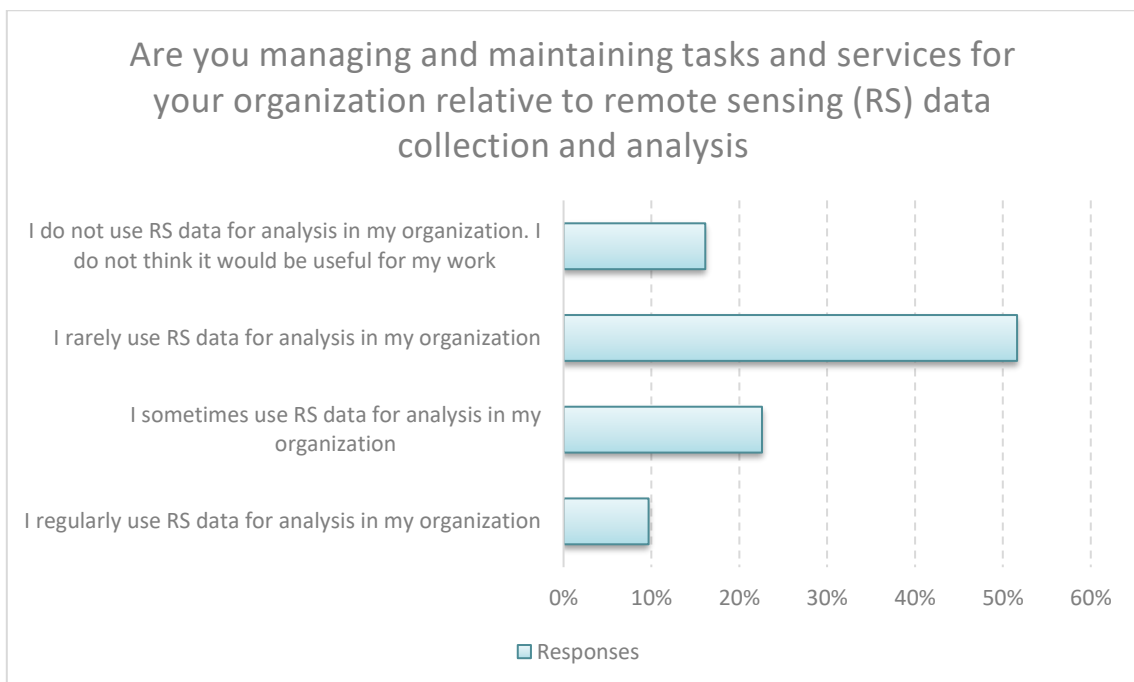 Are you managing and maintaining tasks and services for
your organization relative to remote sensing (RS) data
collection and analysis
I do not use RS data for analysis in my organization. I
do not think it would be useful for my work
I rarely use RS data for analysis in my organization
I sometimes use RS data for analysis in my
organization
I regularly use RS data for analysis in my organization
0% 10% 20% 30% 40% 50% 60%
Responses